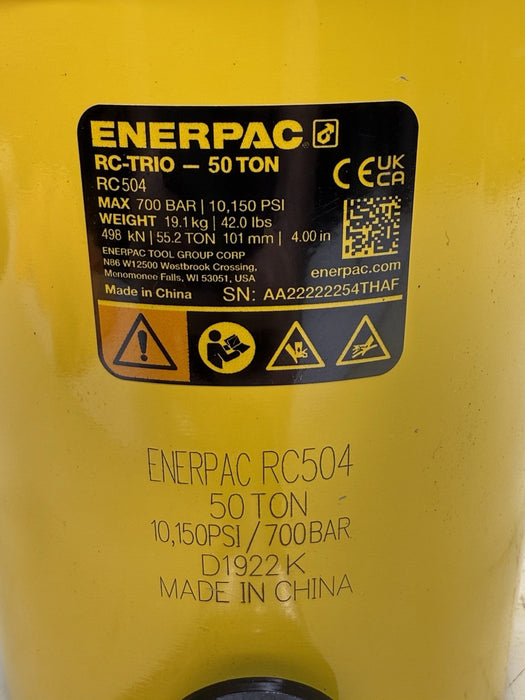 ENERPAC
RC-TRIO — 50 TON
RC504
MAX 700 BAR | 10,150 PSI
WEIGHT 19.1 kg | 42.0 lbs
498 kN | 55.2 TON 101 mm | 4.00 in
ENERPAC TOOL GROUP CORP
N86 W12500 Westbrook Crossing,
Menomonee Falls, WI 53051, USA
Made in China
CE UK
CA
enerpac.com
SN: AA22222254THAF
ENERPAC RC504
50 TON
10,150PSI / 700BAR
D1922K
MADE IN CHINA